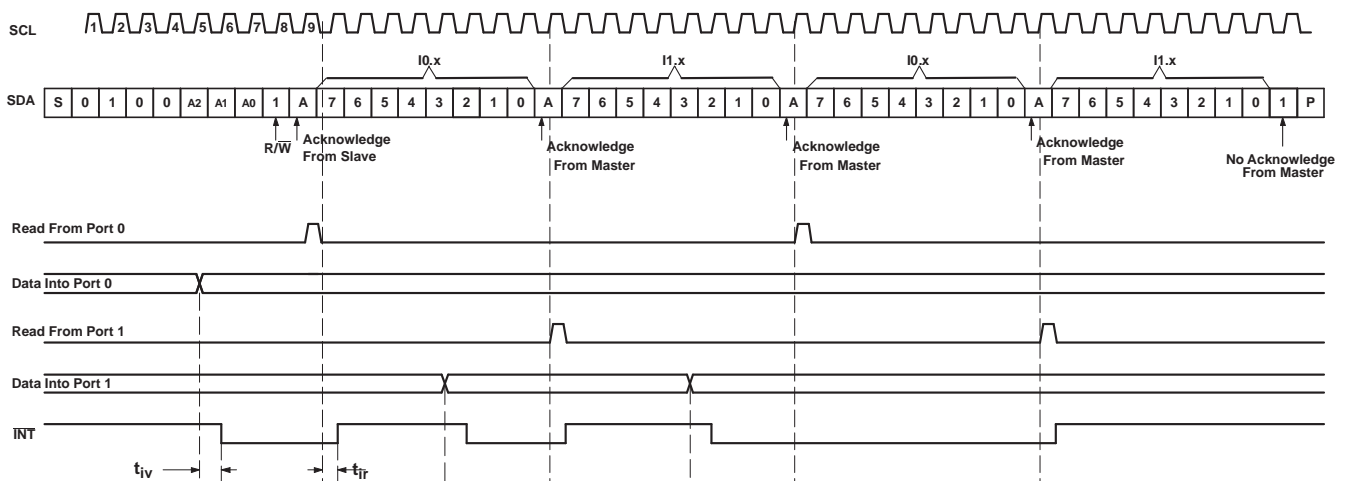 SCL 1 2 3 4 5 6 7 8 9
I0.x I1.x I0.x I1.x
SDA S 0 1 0 0 A2 A1 A0 1 A 7 6 5 4 3 2 1 0 A 7 6 5 4 3 2 1 0 A 7 6 5 4 3 2 1 0 A 7 6 5 4 3 2 1 0 1 P
R/W
Acknowledge
From Slave
Acknowledge
From Master
Acknowledge
From Master
Acknowledge
From Master
No Acknowledge
From Master
Read From Port 0
Data Into Port 0
Read From Port 1
Data Into Port 1
INT
tiv
tir